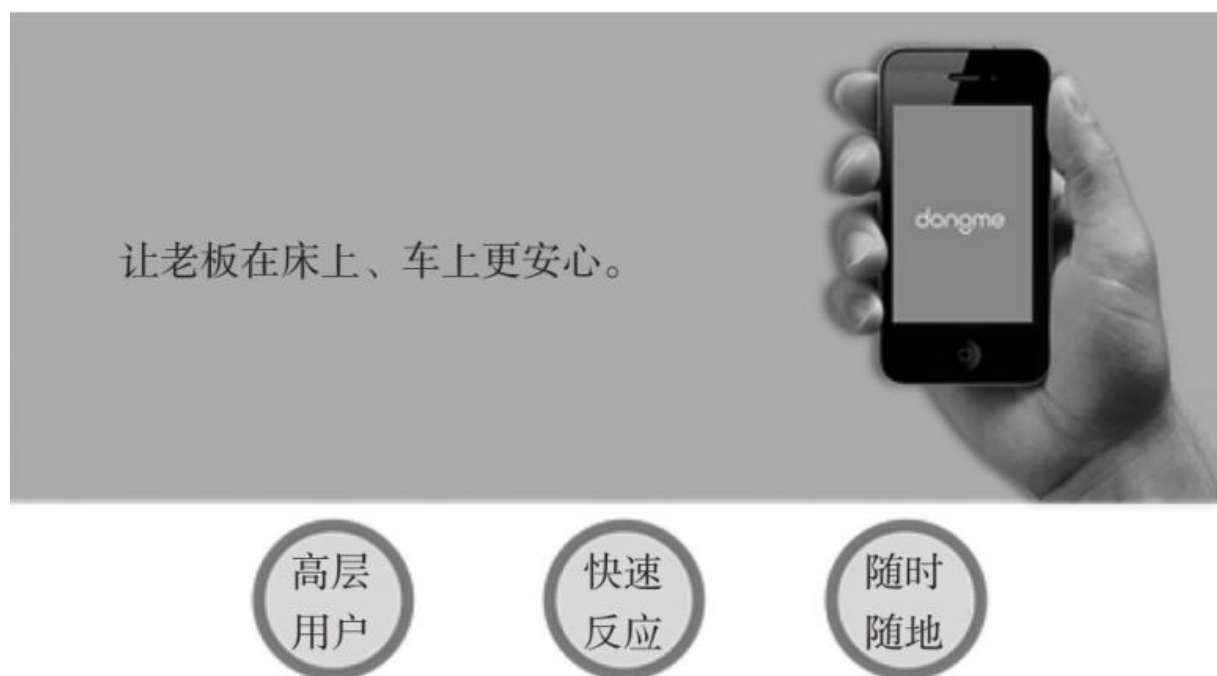 让老板在床上、车上更安心。
dongme
高层
用户
快速
反应
随时
随地